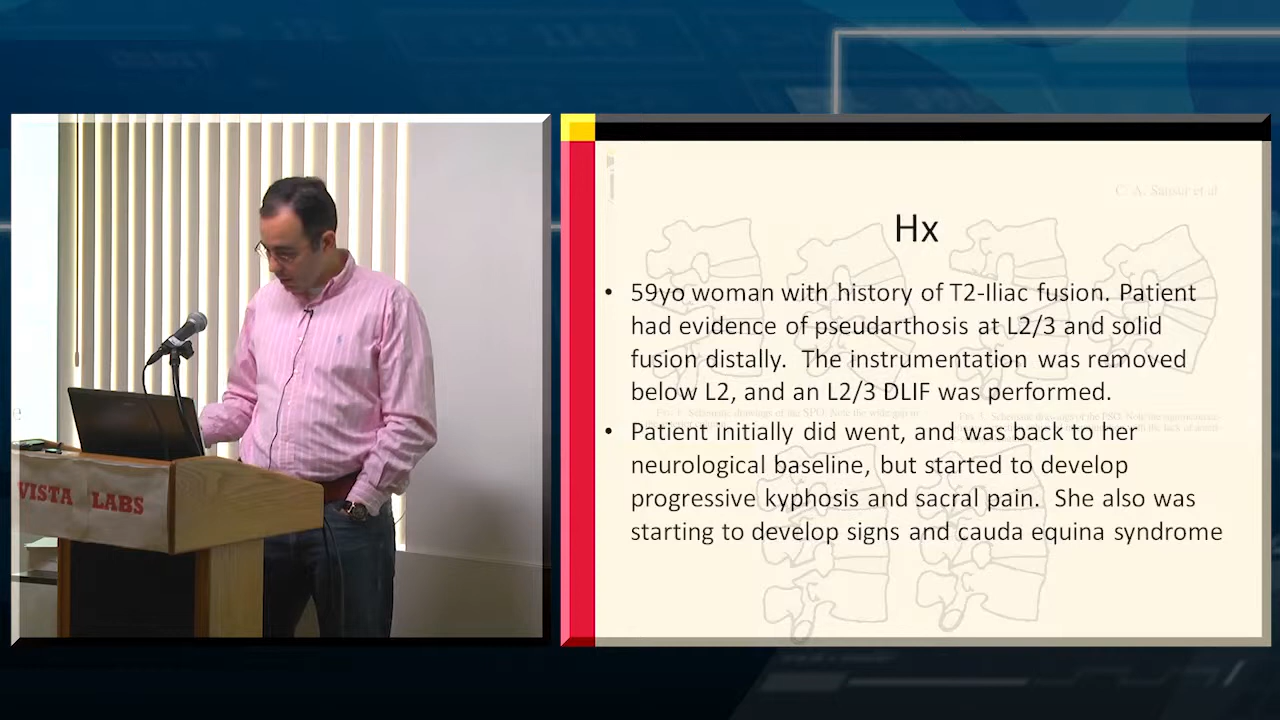 C. A. Sansur et al.
Hx
• 59yo woman with history of T2-Iliac fusion. Patient
had evidence of pseudarthosis at L2/3 and solid
fusion distally. The instrumentation was removed
below L2, and an L2/3 DLIF was performed.
• Patient initially did went, and was back to her
neurological baseline, but started to develop
progressive kyphosis and sacral pain. She also was
starting to develop signs and cauda equina syndrome
VISTA LABS